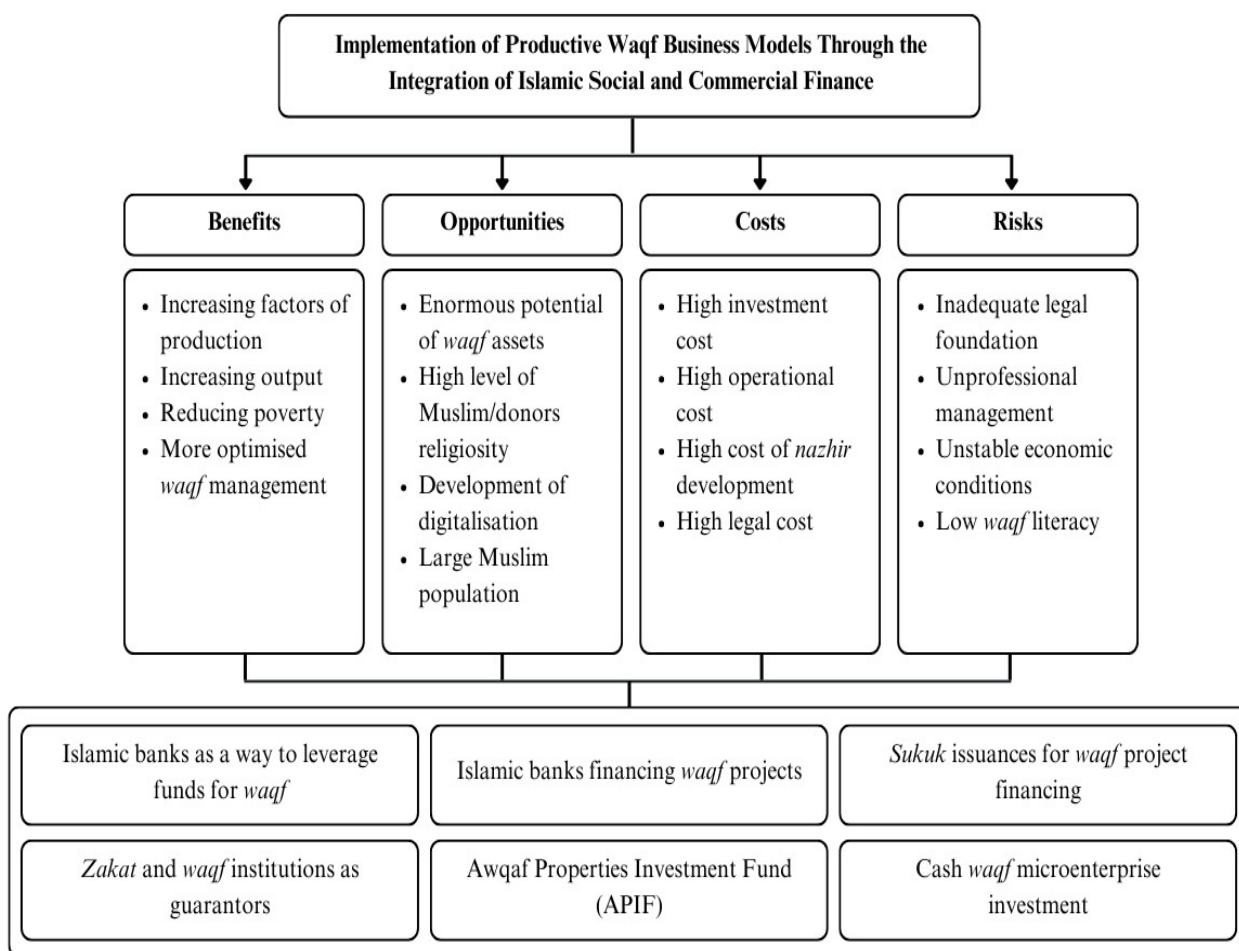 Implementation of Productive Waqf Business Models Through the
Integration of Islamic Social and Commercial Finance
Benefits
Opportunities
Costs
Risks
• Increasing factors of
production
• Increasing output
• Reducing poverty
• More optimised
waqf management
• Enormous potential
of waqf assets
• High level of
Muslim/donors
religiosity
• Development of
digitalisation
• Large Muslim
population
• High investment
cost
• High operational
cost
• High cost of nazhir
development
• High legal cost
• Inadequate legal
foundation
• Unprofessional
management
• Unstable economic
conditions
• Low waqf literacy
Islamic banks as a way to leverage
funds for waqf
Islamic banks financing waqf projects
Sukuk issuances for waqf project
financing
Zakat and waqf institutions as
guarantors
Awqaf Properties Investment Fund
(APIF)
Cash waqf microenterprise
investment